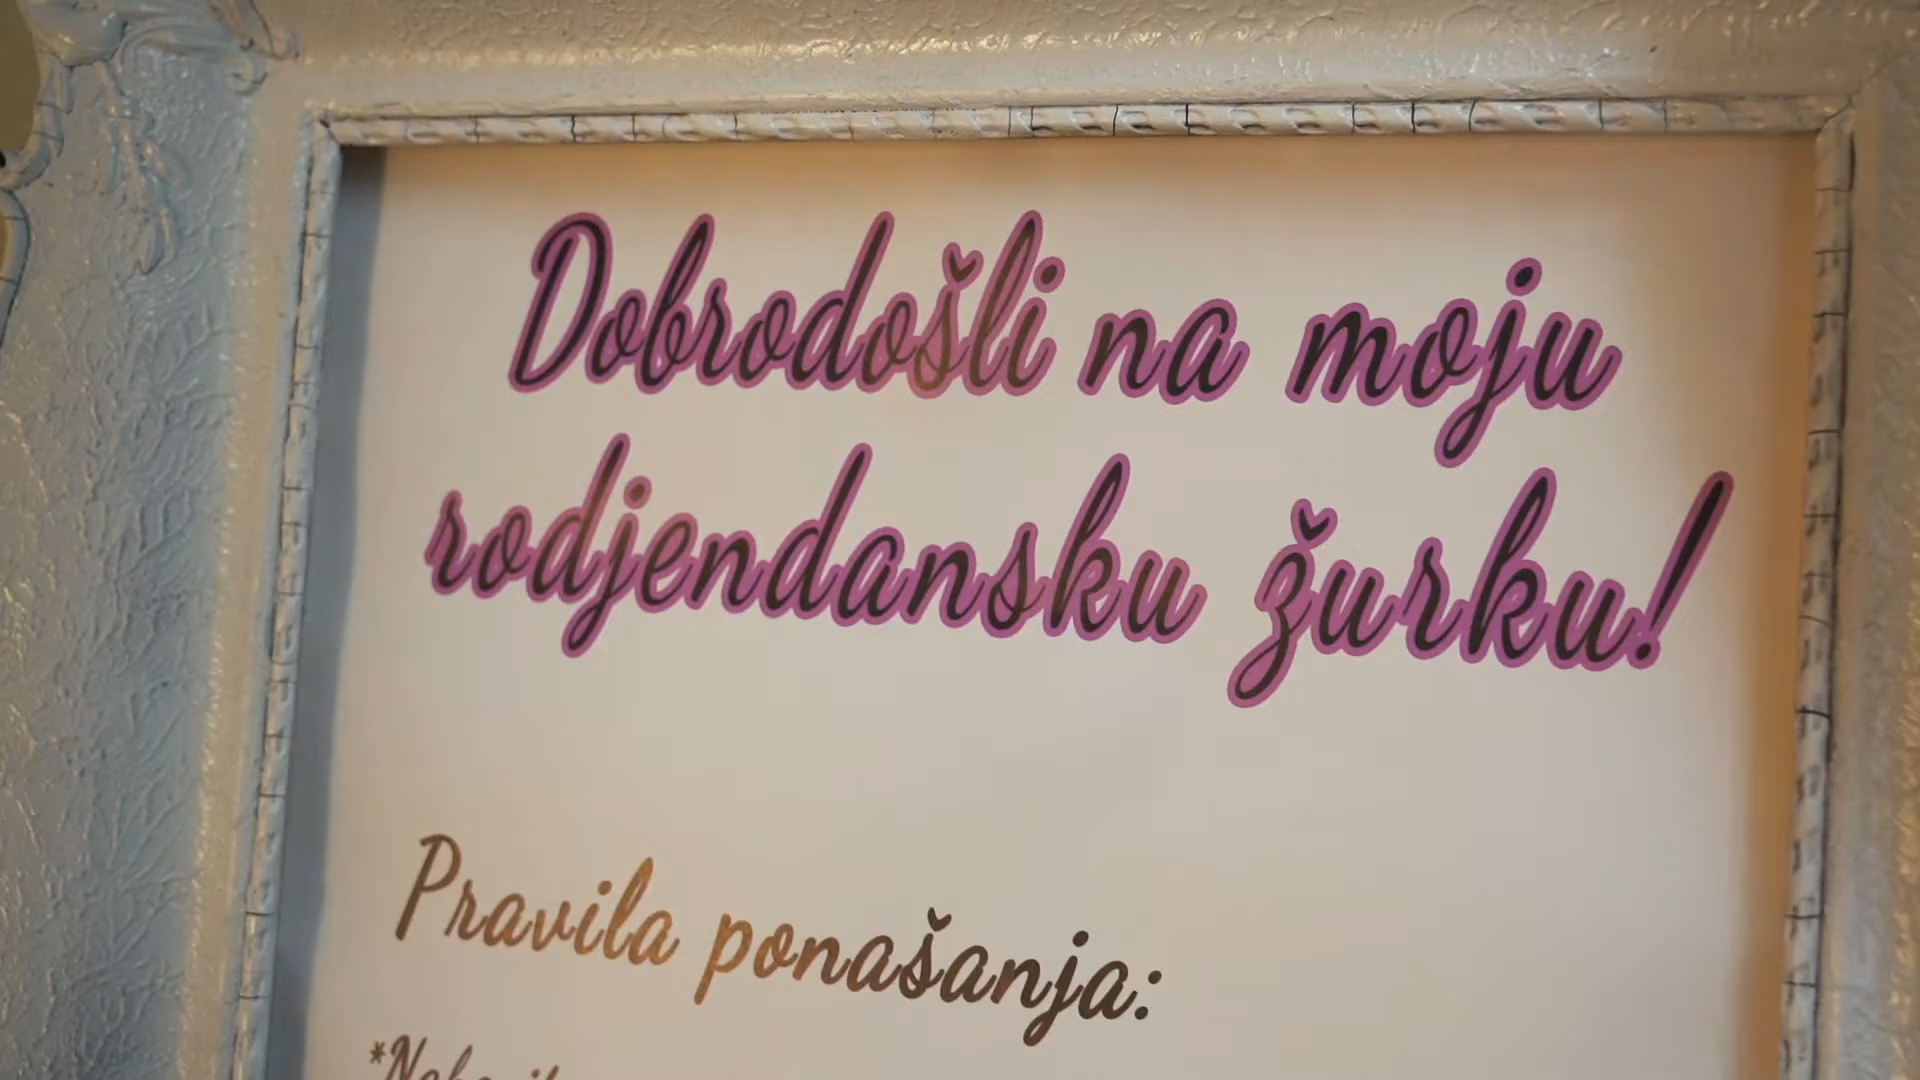 Dobrodošli na moju
rodjendansku žurku!
Pravila ponašanja: